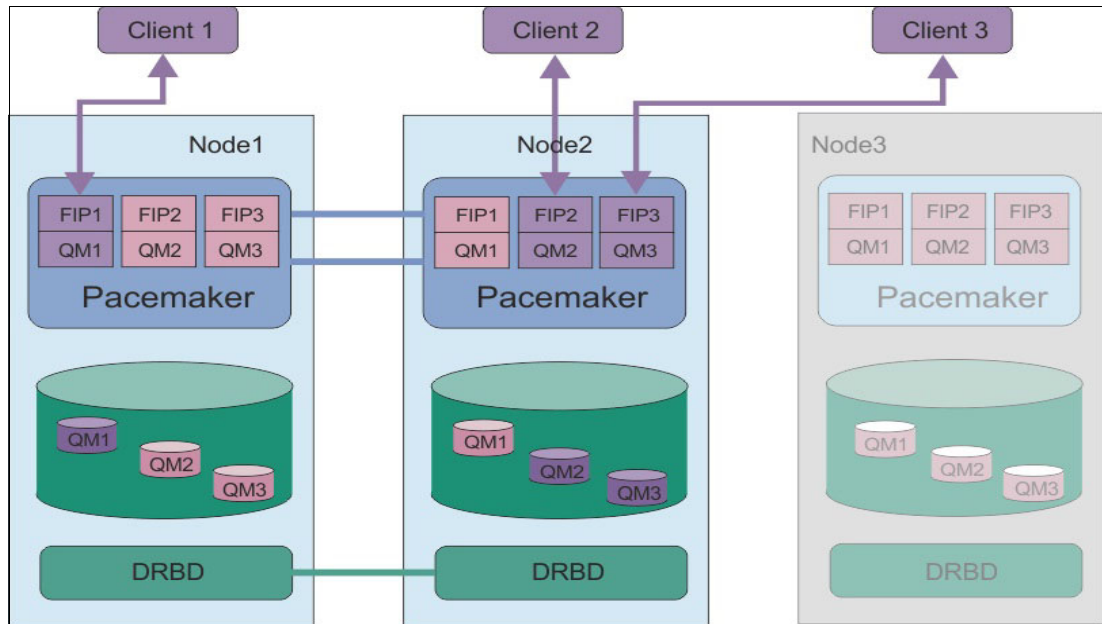 Client 1
Client 2
Client 3
Node1
Node2
Node3
FIP1 FIP2 FIP3
QM1 QM2 QM3
Pacemaker
FIP1 FIP2 FIP3
QM1 QM2 QM3
Pacemaker
FIP1 FIP2 FIP3
QM1 QM2 QM3
Pacemaker
QM1
QM2
QM3
QM1
QM2
QM3
QM1
QM2
QM3
DRBD
DRBD
DRBD